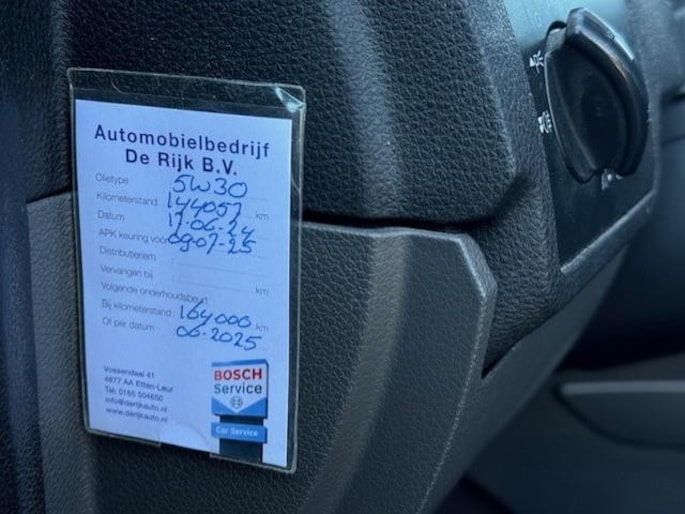 Automobielbedrijf
De Rijk B.V.
Olietype 5W30
Kilometerstand 144057 km
Datum 17-06-24
APK keuring voor 09-07-25
Distributieriem :
Vervangen bij : km
Volgende onderhoudsbeurt
Bij kilometerstand : 164000 km
Of per datum : 06-2025
Vossendaal 41
4877 AA Etten-Leur
Tel: 0165 504650
info@derijkauto.nl
www.derijkauto.nl
BOSCH
Service
Car Service